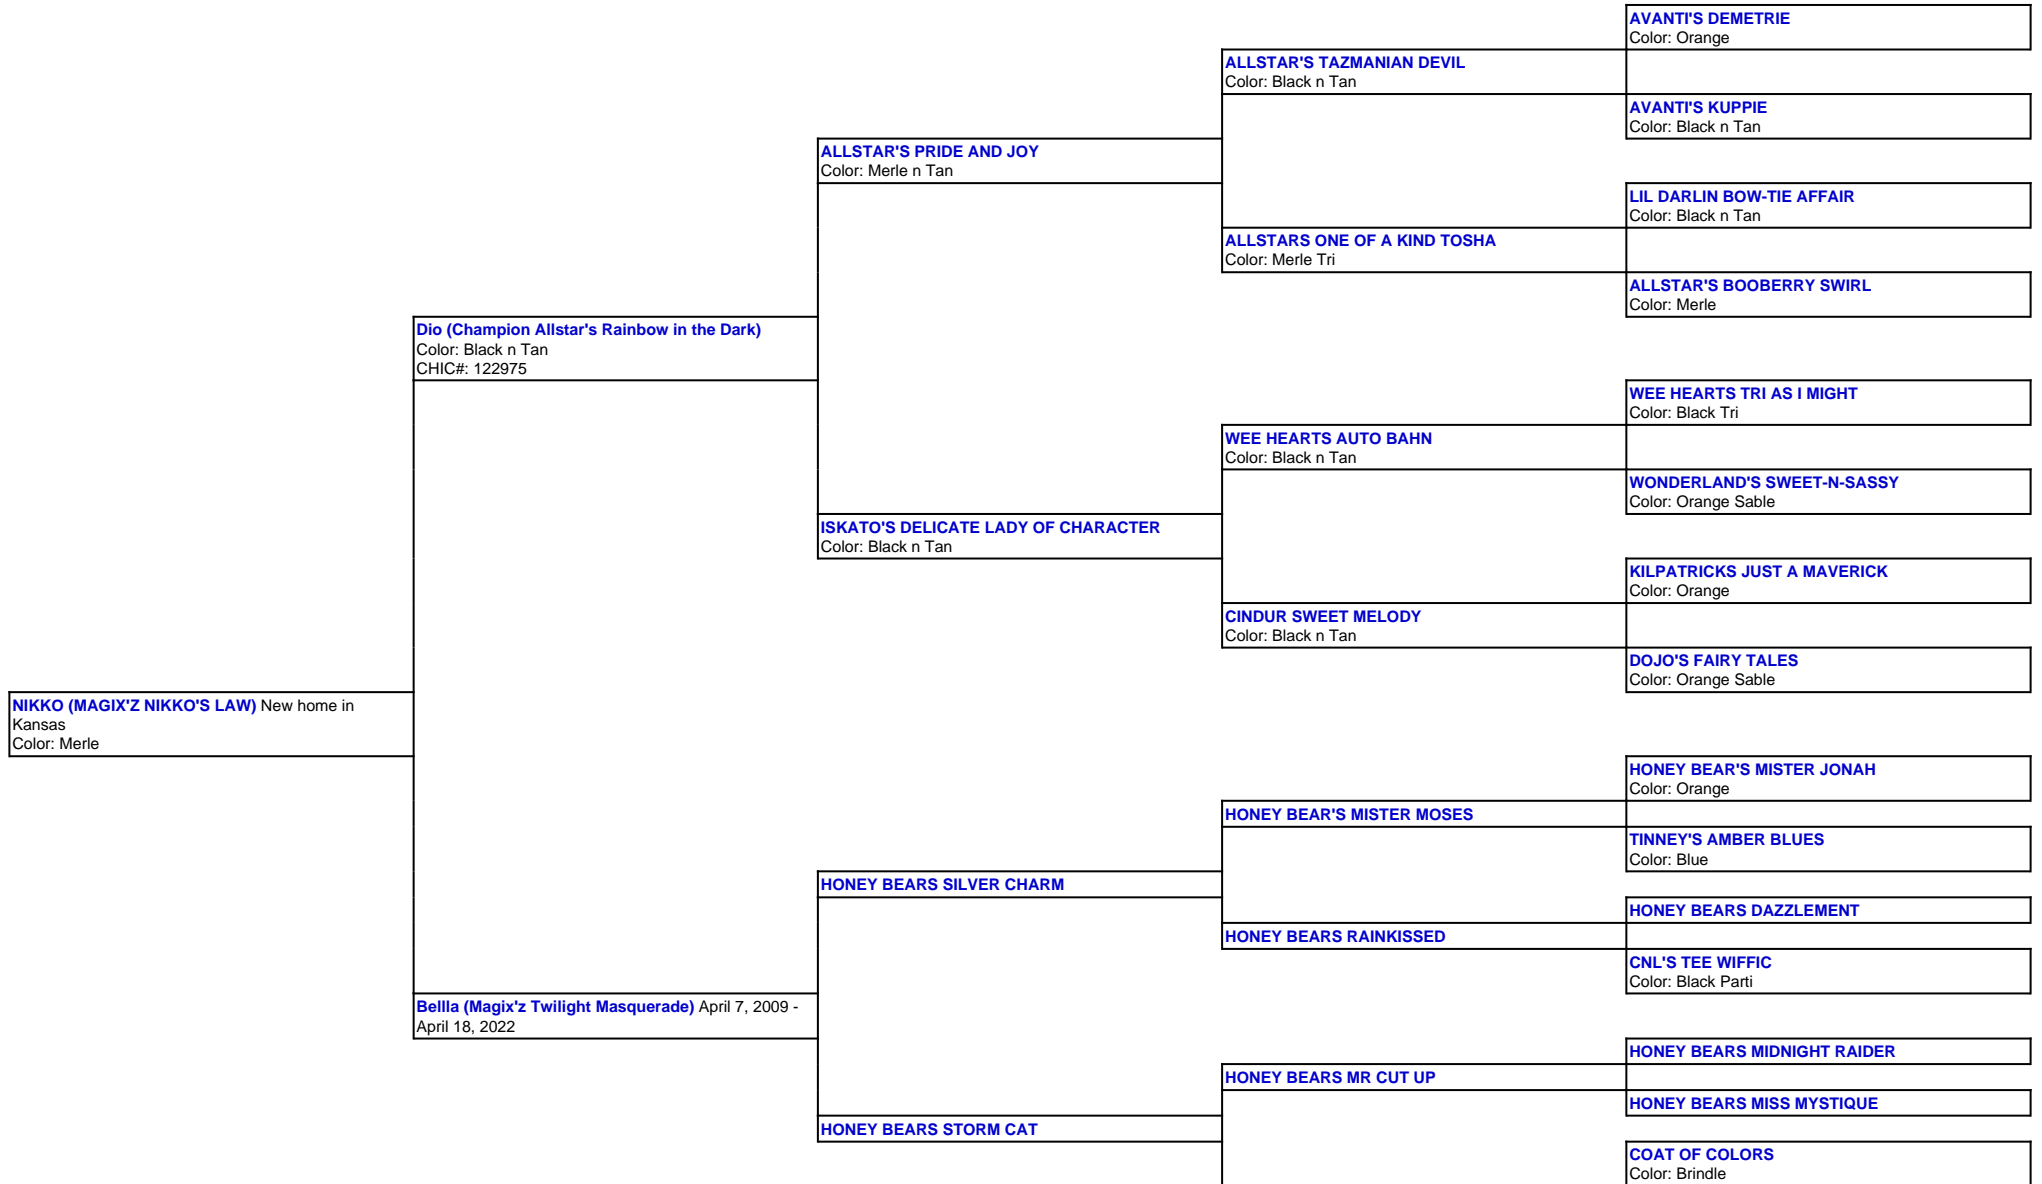 AVANTI'S DEMETRIE
Color: Orange
ALLSTAR'S TAZMANIAN DEVIL
Color: Black n Tan
AVANTI'S KUPPIE
Color: Black n Tan
ALLSTAR'S PRIDE AND JOY
Color: Merle n Tan
LIL DARLIN BOW-TIE AFFAIR
Color: Black n Tan
ALLSTARS ONE OF A KIND TOSHA
Color: Merle Tri
ALLSTAR'S BOOBERRY SWIRL
Color: Merle
Dio (Champion Allstar's Rainbow in the Dark)
Color: Black n Tan
CHIC#: 122975
WEE HEARTS TRI AS I MIGHT
Color: Black Tri
WEE HEARTS AUTO BAHN
Color: Black n Tan
WONDERLAND'S SWEET-N-SASSY
Color: Orange Sable
ISKATO'S DELICATE LADY OF CHARACTER
Color: Black n Tan
KILPATRICKS JUST A MAVERICK
Color: Orange
CINDUR SWEET MELODY
Color: Black n Tan
DOJO'S FAIRY TALES
Color: Orange Sable
NIKKO (MAGIX'Z NIKKO'S LAW) New home in
Kansas
Color: Merle
HONEY BEAR'S MISTER JONAH
Color: Orange
HONEY BEAR'S MISTER MOSES
TINNEY'S AMBER BLUES
Color: Blue
HONEY BEARS SILVER CHARM
HONEY BEARS DAZZLEMENT
HONEY BEARS RAINKISSED
CNL'S TEE WIFFIC
Color: Black Parti
Bellla (Magix'z Twilight Masquerade) April 7, 2009 -
April 18, 2022
HONEY BEARS MIDNIGHT RAIDER
HONEY BEARS MR CUT UP
HONEY BEARS MISS MYSTIQUE
HONEY BEARS STORM CAT
COAT OF COLORS
Color: Brindle